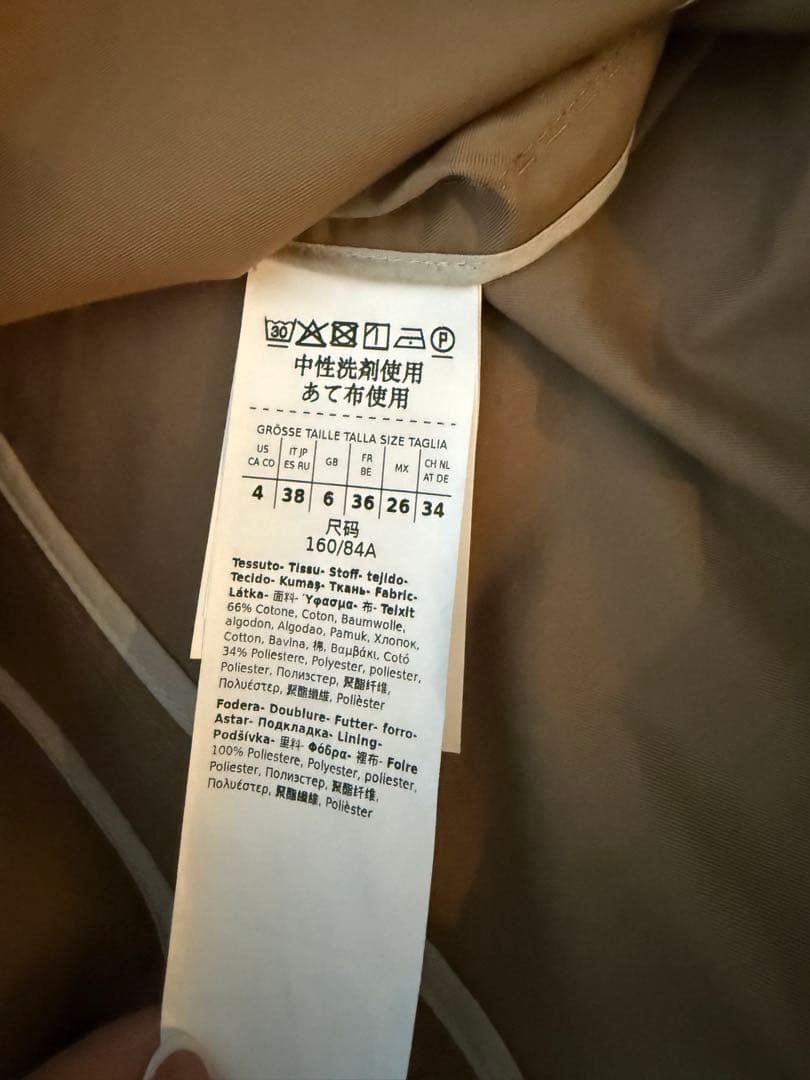 30 P
中性洗剤使用
あて布使用
GRÖSSE TAILLE TALLA SIZE TAGLIA
US CA CO | IT JP ES RU | GB | FR BE | MX | CH NL AT DE
4 | 38 | 6 | 36 | 26 | 34
尺码
160/84A
Tessuto- Tissu- Stoff- tejido-
Tecido- Kumaş- Ткань- Fabric-
Látka- 面料- Ύφασμα- 布- Teixit
66% Cotone, Coton, Baumwolle,
algodon, Algodao, Pamuk, Хлопок,
Cotton, Bavlna, 棉, Βαμβάκι, Cotó
34% Poliestere, Polyester, poliester,
Poliester, Полиэстер, 聚酯纤维,
Πολυέστερ, 聚酯纖維, Polièster
Fodera- Doublure- Futter- forro-
Astar- Подкладка- Lining-
Podšívka- 里料- Φόδρα- 裡布- Folre
100% Poliestere, Polyester, poliester,
Poliester, Полиэстер, 聚酯纤维,
Πολυέστερ, 聚酯纖維, Polièster